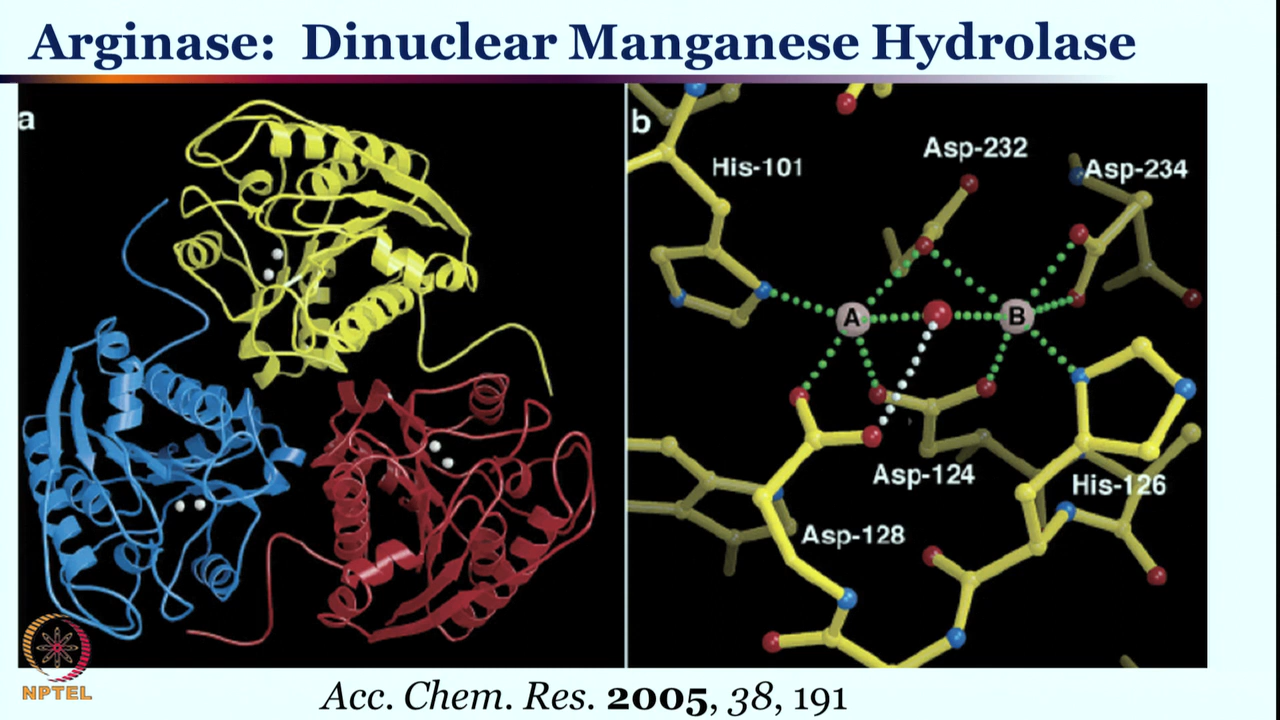 Arginase: Dinuclear Manganese Hydrolase
a
b
His-101
Asp-232
Asp-234
A
B
Asp-124
His-126
Asp-128
NPTEL
Acc. Chem. Res. 2005, 38, 191